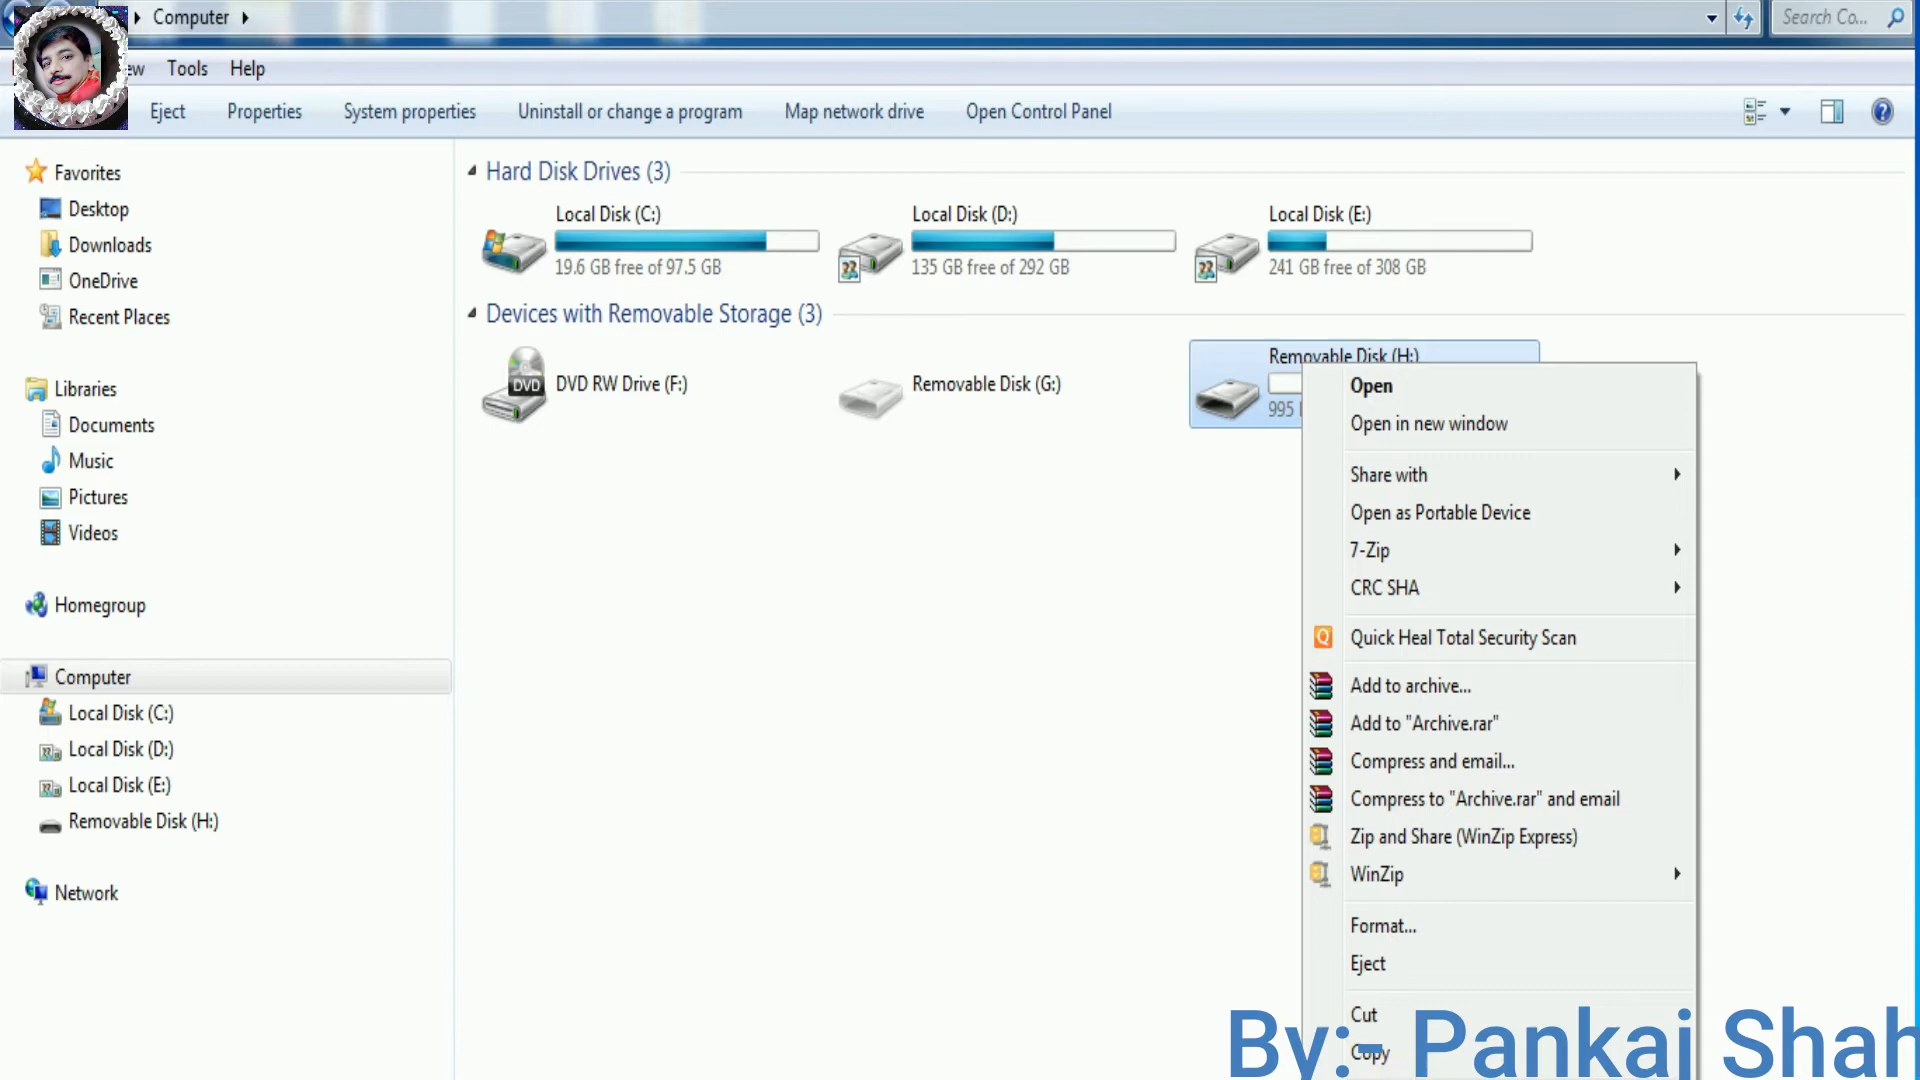 Computer
Search Co...
Tools Help
Eject Properties System properties Uninstall or change a program Map network drive Open Control Panel
Favorites
Desktop
Downloads
OneDrive
Recent Places
Libraries
Documents
Music
Pictures
Videos
Homegroup
Computer
Local Disk (C:)
Local Disk (D:)
Local Disk (E:)
Removable Disk (H:)
Network
Hard Disk Drives (3)
Local Disk (C:)
19.6 GB free of 97.5 GB
Local Disk (D:)
135 GB free of 292 GB
Local Disk (E:)
241 GB free of 308 GB
Devices with Removable Storage (3)
DVD
DVD RW Drive (F:)
Removable Disk (G:)
Removable Disk (H:)
995
Open
Open in new window
Share with
Open as Portable Device
7-Zip
CRC SHA
Quick Heal Total Security Scan
Add to archive...
Add to "Archive.rar"
Compress and email...
Compress to "Archive.rar" and email
Zip and Share (WinZip Express)
WinZip
Format...
Eject
Cut
Copy
By:- Pankaj Shah